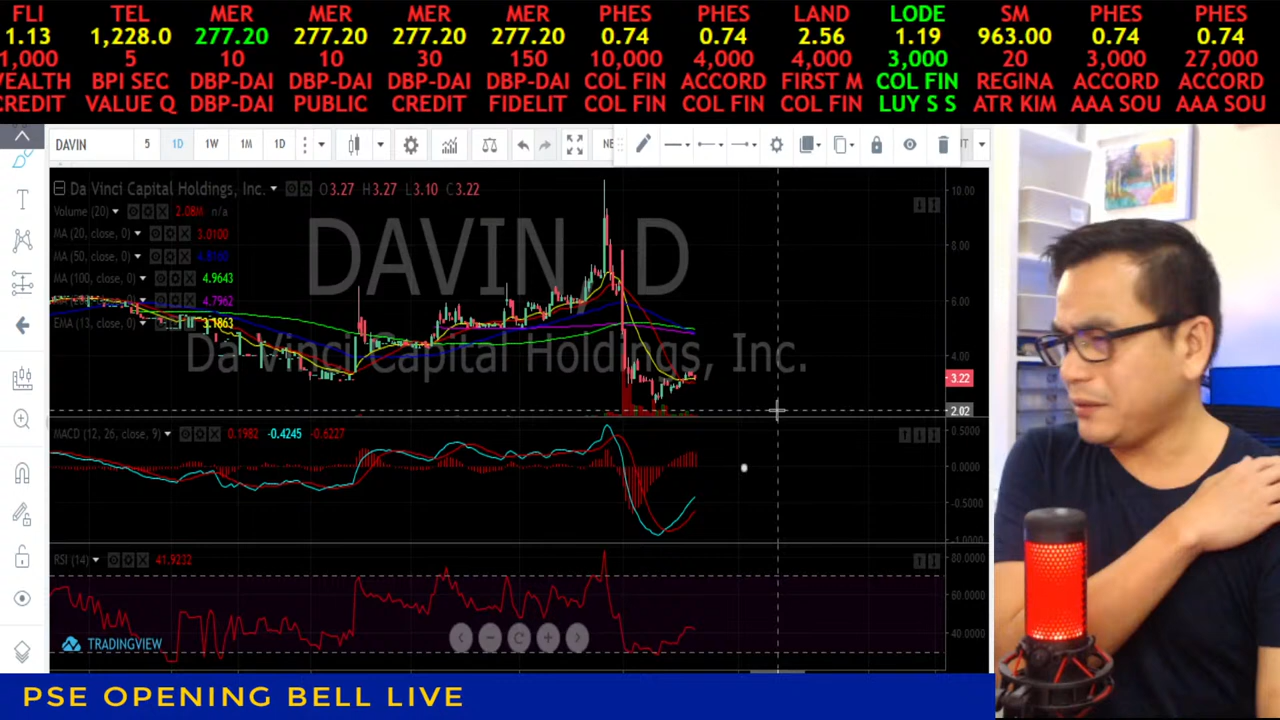 FLI TEL MER MER MER MER PHES PHES LAND LODE SM PHES PHES
1.13 1,228.0 277.20 277.20 277.20 277.20 0.74 0.74 2.56 1.19 963.00 0.74 0.74
1,000 5 10 10 30 150 10,000 4,000 4,000 3,000 20 3,000 27,000
EALTH BPI SEC DBP-DAI DBP-DAI DBP-DAI DBP-DAI COL FIN ACCORD FIRST M COL FIN REGINA ACCORD ACCORD
CREDIT VALUE Q DBP-DAI PUBLIC CREDIT FIDELIT COL FIN COL FIN COL FIN LUY S S ATR KIM AAA SOU AAA SOU
DAVIN 5 1D 1W 1M 1D NE
Da Vinci Capital Holdings, Inc. O3.27 H3.27 L3.10 C3.22
Volume (20) 2.08M n/a
MA (20, close, 0) 3.0100
MA (50, close, 0)
MA (100, close, 0) 4.9643
4.7962
EMA (13, close, 0) 3.1863
DAVIN, D
Da Vinci Capital Holdings, Inc.
10.00
8.00
6.00
4.00
3.22
2.02
MACD (12, 26, close, 9) 0.1982 -0.4245 -0.6227
0.5000
0.0000
-0.5000
-1.0000
RSI (14) 41.9232
80.0000
60.0000
40.0000
TRADINGVIEW
PSE OPENING BELL LIVE